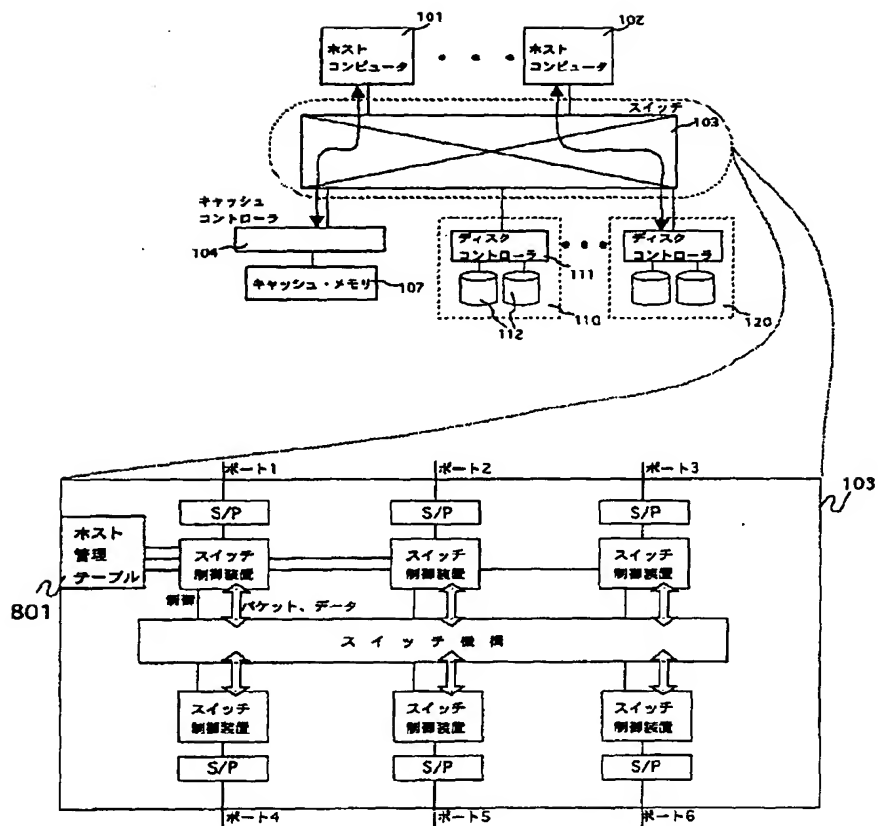 101
102
ホスト
コンピュータ
ホスト
コンピュータ
スイッチ
103
キャッシュ
コントローラ
104
キャッシュ・メモリ
107
ディスク
コントローラ
111
112
110
ディスク
コントローラ
120
ポート1
ポート2
ポート3
103
S/P
S/P
S/P
ホスト
管理
テーブル
801
スイッチ
制御装置
スイッチ
制御装置
スイッチ
制御装置
制御
パケット、データ
スイッチ機構
スイッチ
制御装置
スイッチ
制御装置
スイッチ
制御装置
S/P
S/P
S/P
ポート4
ポート5
ポート6